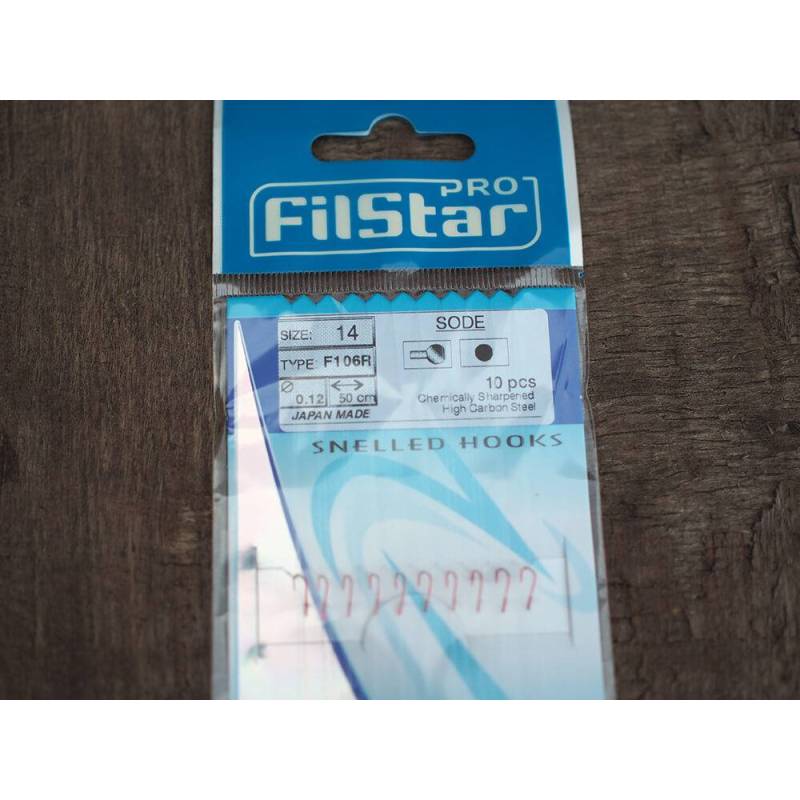 PRO
FilStar
SIZE: 14
TYPE: F106R
Ø 0.12 50 cm
JAPAN MADE
SODE
10 pcs
Chemically Sharpened
High Carbon Steel
SNELLED HOOKS